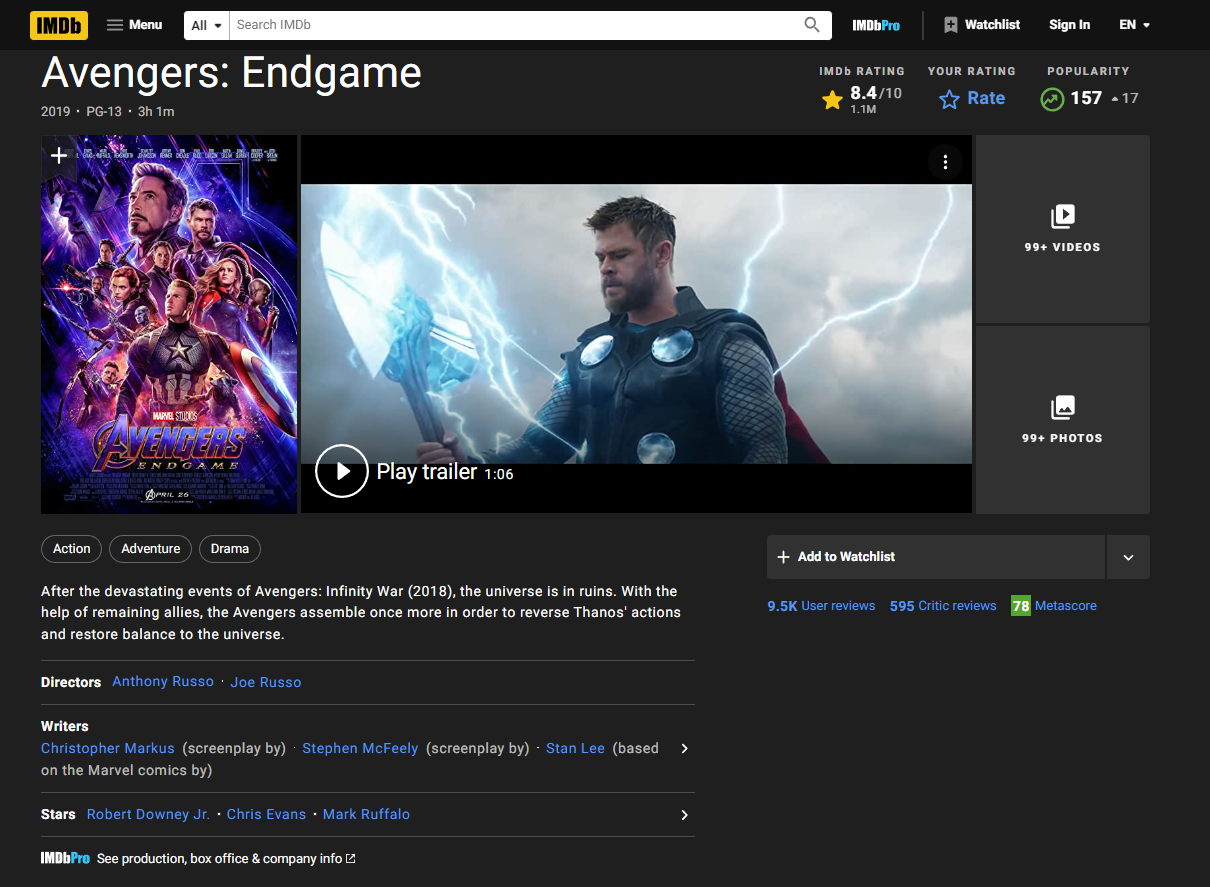 IMDb Menu All Search IMDb IMDbPro Watchlist Sign In EN
Avengers: Endgame
2019 · PG-13 · 3h 1m
IMDb RATING
8.4/10
1.1M
YOUR RATING
Rate
POPULARITY
157 17
MARVEL STUDIOS
AVENGERS
ENDGAME
APRIL 26
Play trailer 1:06
99+ VIDEOS
99+ PHOTOS
Action Adventure Drama
After the devastating events of Avengers: Infinity War (2018), the universe is in ruins. With the
help of remaining allies, the Avengers assemble once more in order to reverse Thanos' actions
and restore balance to the universe.
Directors Anthony Russo · Joe Russo
Writers
Christopher Markus (screenplay by) · Stephen McFeely (screenplay by) · Stan Lee (based
on the Marvel comics by)
Stars Robert Downey Jr. · Chris Evans · Mark Ruffalo
IMDbPro See production, box office & company info
Add to Watchlist
9.5K User reviews 595 Critic reviews 78 Metascore